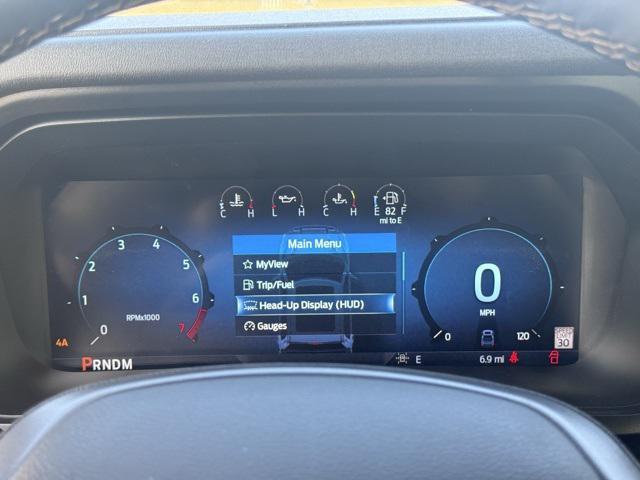 C H L H C H E 82 F
mi to E
Main Menu
MyView
Trip/Fuel
Head-Up Display (HUD)
Gauges
0 1 2 3 4 5 6 7
RPMx1000
0
MPH
0 120
4A
SPEED
LIMIT
30
PRNDM
E
6.9 mi